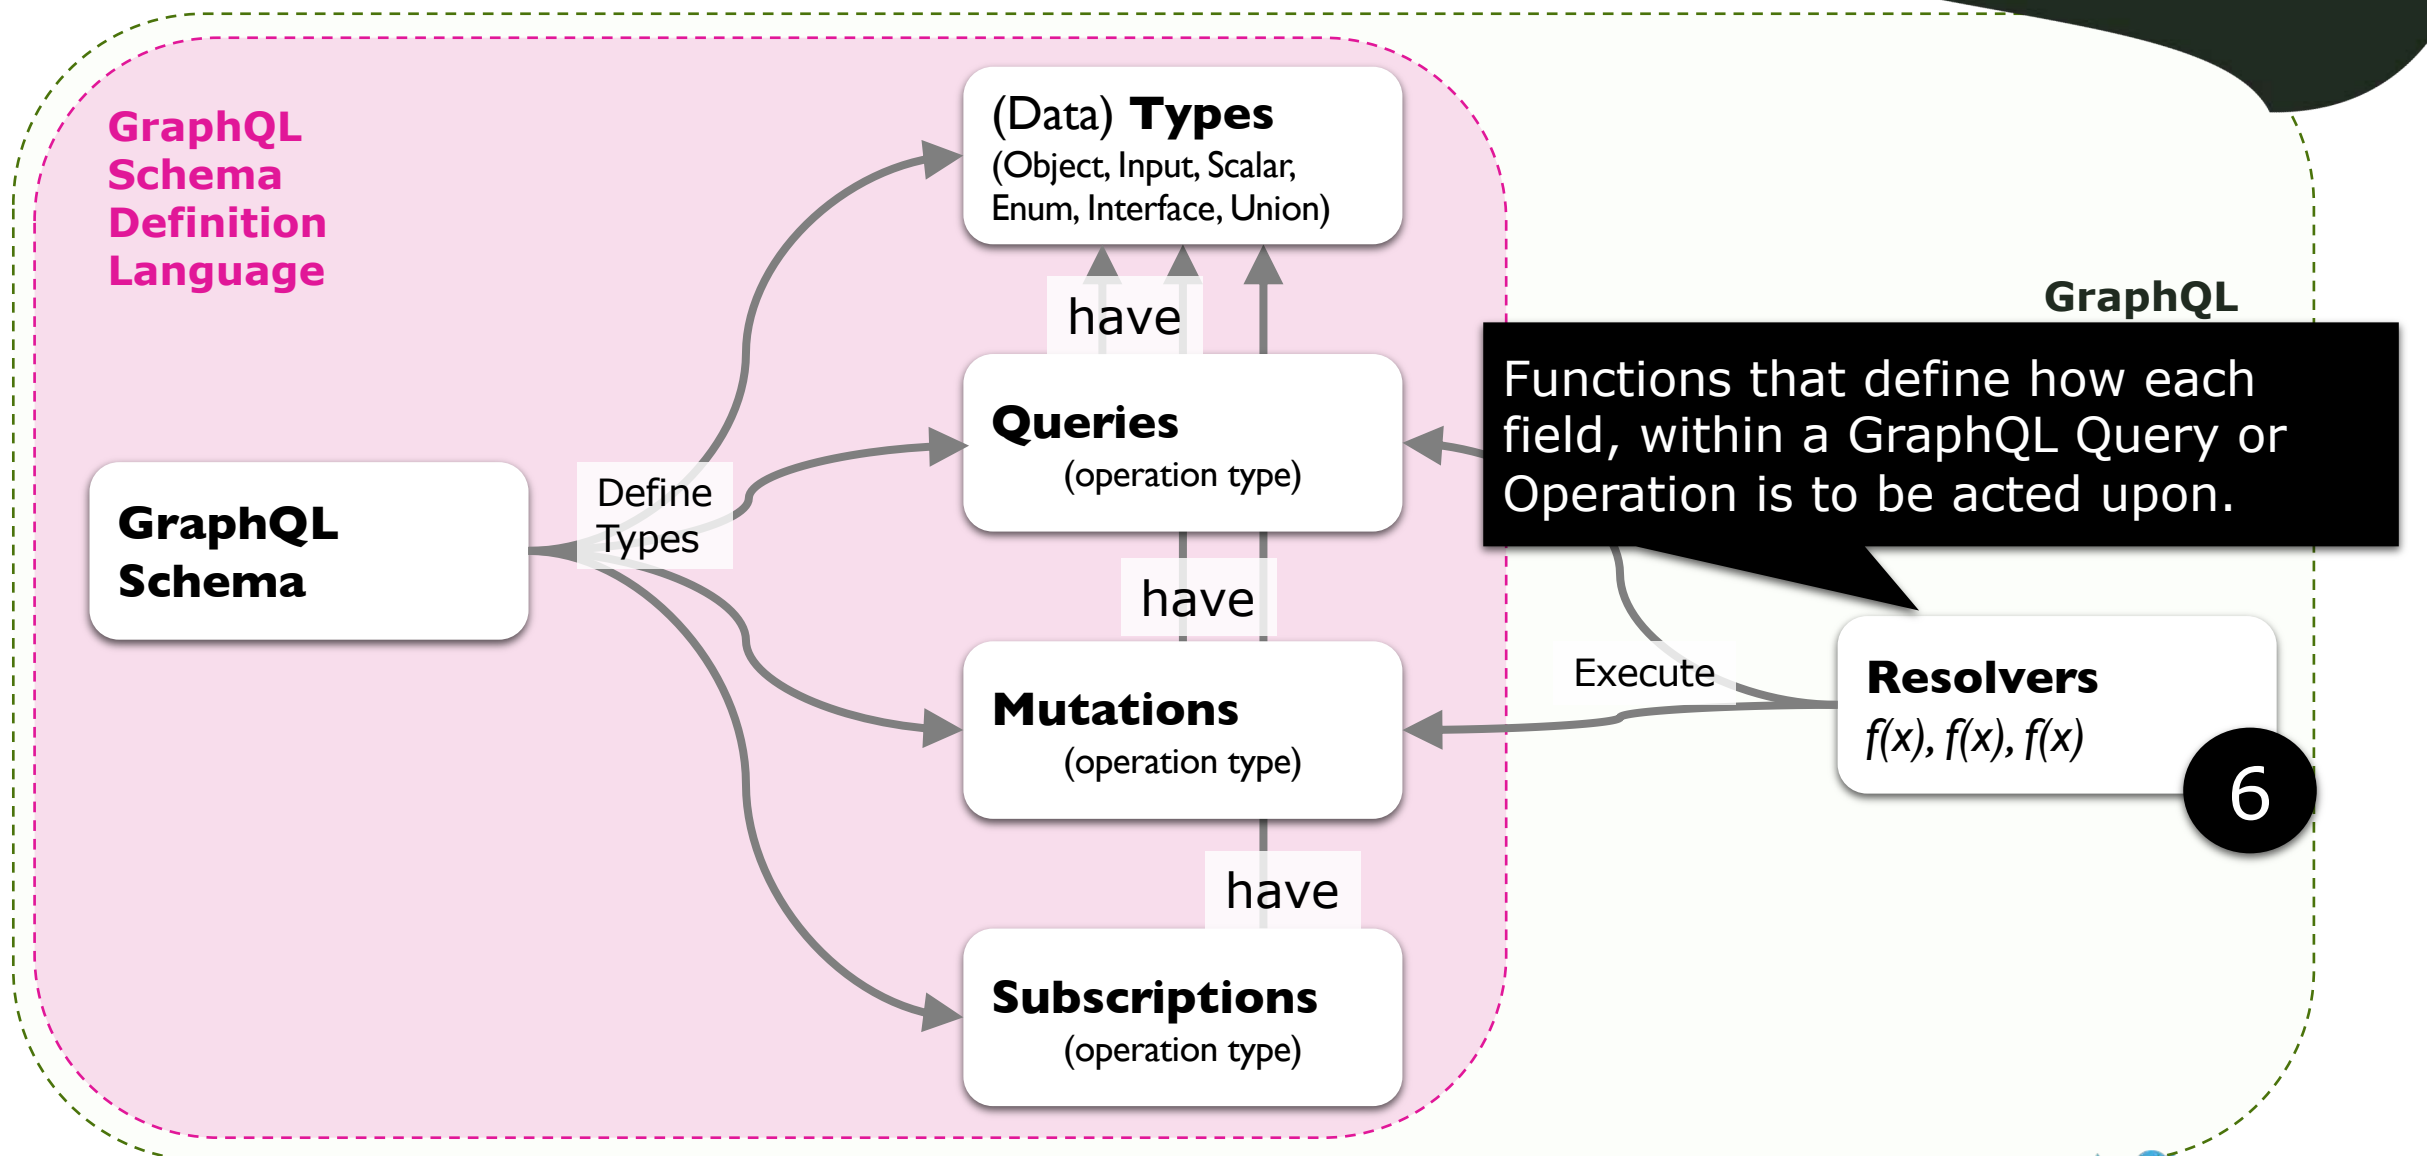 GraphQL
Schema
Definition
Language
(Data) Types
(Object, Input, Scalar,
Enum, Interface, Union)
have
GraphQL
Functions that define how each
field, within a GraphQL Query or
Operation is to be acted upon.
Queries
(operation type)
GraphQL
Schema
Define
Types
have
Execute
Mutations
(operation type)
Resolvers
f(x), f(x), f(x)
6
have
Subscriptions
(operation type)